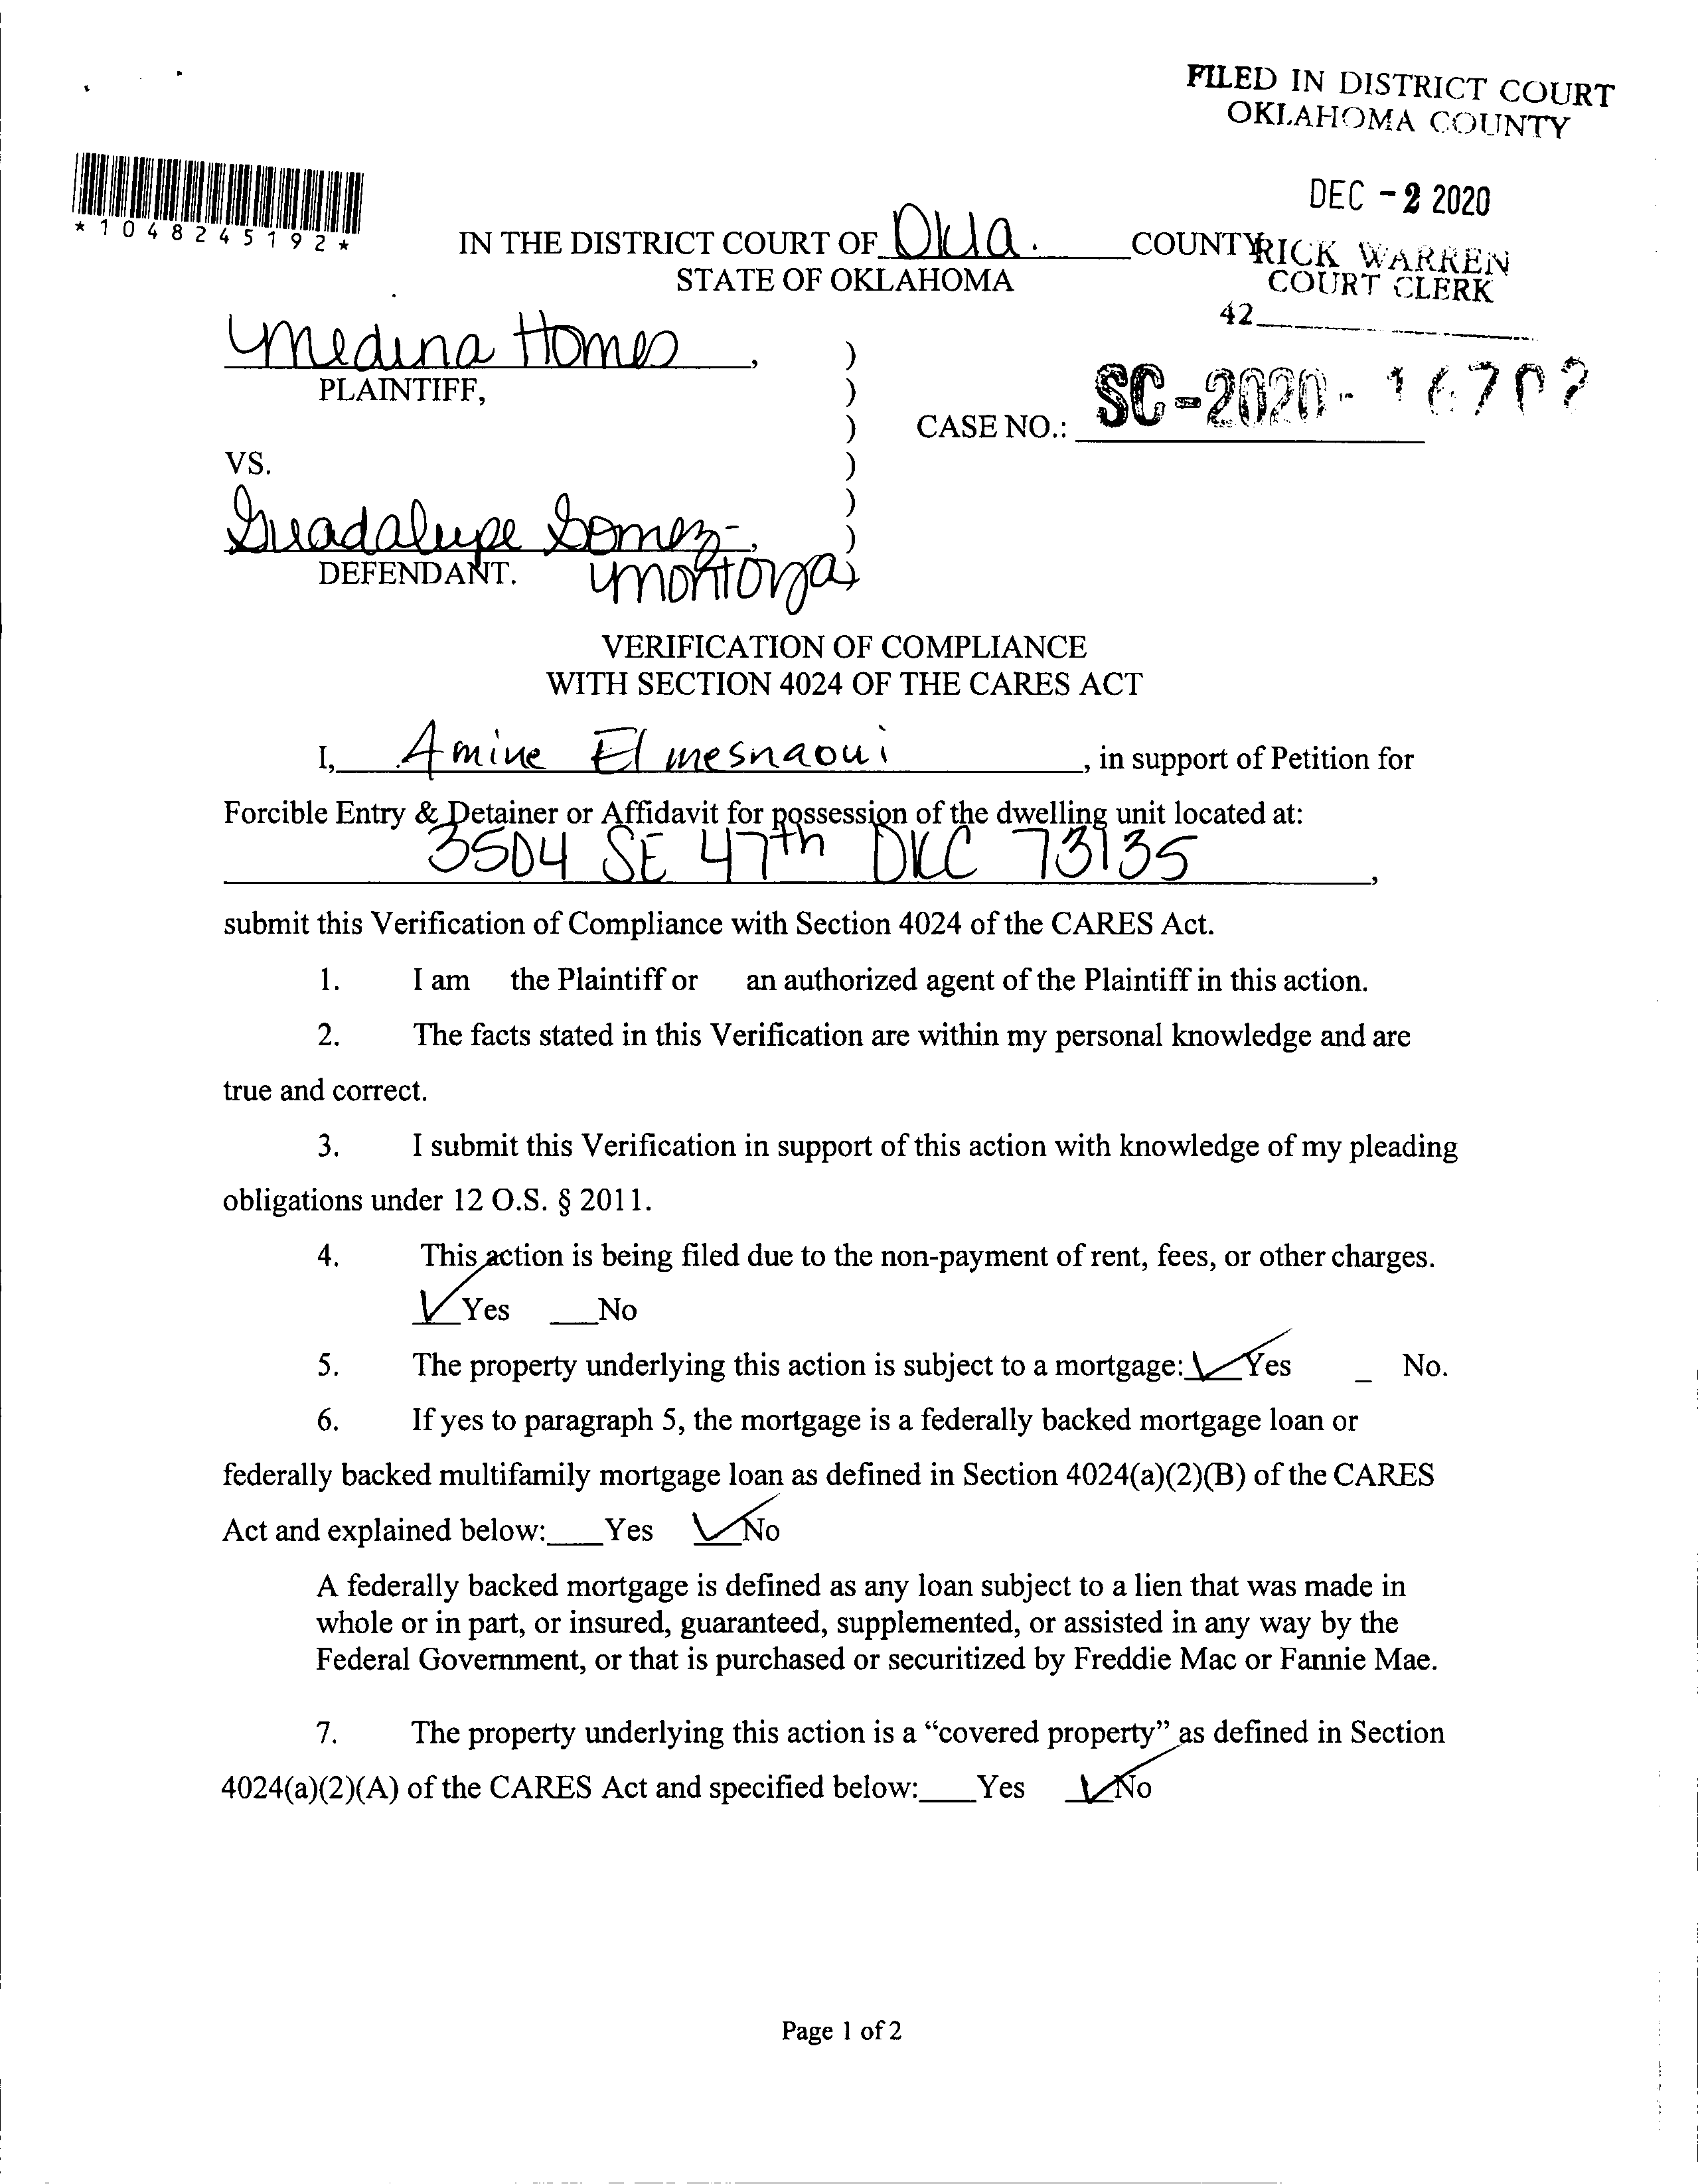 FILED IN DISTRICT COURT
OKLAHOMA COUNTY
DEC - 2 2020
*1048245192*
IN THE DISTRICT COURT OF Okla. COUNTY
RICK WARREN
STATE OF OKLAHOMA
COURT CLERK
42
Medina Homes, )
PLAINTIFF, )
CASE NO.: SC-2020- 16702
)
VS. )
)
Guadalupe Gomez-, )
DEFENDANT. Montoya
VERIFICATION OF COMPLIANCE
WITH SECTION 4024 OF THE CARES ACT
I, Amine El mesnaoui, in support of Petition for
Forcible Entry & Detainer or Affidavit for possession of the dwelling unit located at:
3504 SE 47th OKC 73135,
submit this Verification of Compliance with Section 4024 of the CARES Act.
1. I am the Plaintiff or an authorized agent of the Plaintiff in this action.
2. The facts stated in this Verification are within my personal knowledge and are
true and correct.
3. I submit this Verification in support of this action with knowledge of my pleading
obligations under 12 O.S. § 2011.
4. This action is being filed due to the non-payment of rent, fees, or other charges.
✓ Yes ___No
5. The property underlying this action is subject to a mortgage: ✓ Yes _ No.
6. If yes to paragraph 5, the mortgage is a federally backed mortgage loan or
federally backed multifamily mortgage loan as defined in Section 4024(a)(2)(B) of the CARES
Act and explained below:___Yes ✓ No
A federally backed mortgage is defined as any loan subject to a lien that was made in
whole or in part, or insured, guaranteed, supplemented, or assisted in any way by the
Federal Government, or that is purchased or securitized by Freddie Mac or Fannie Mae.
7. The property underlying this action is a “covered property” as defined in Section
4024(a)(2)(A) of the CARES Act and specified below:___Yes ✓ No
Page 1 of 2